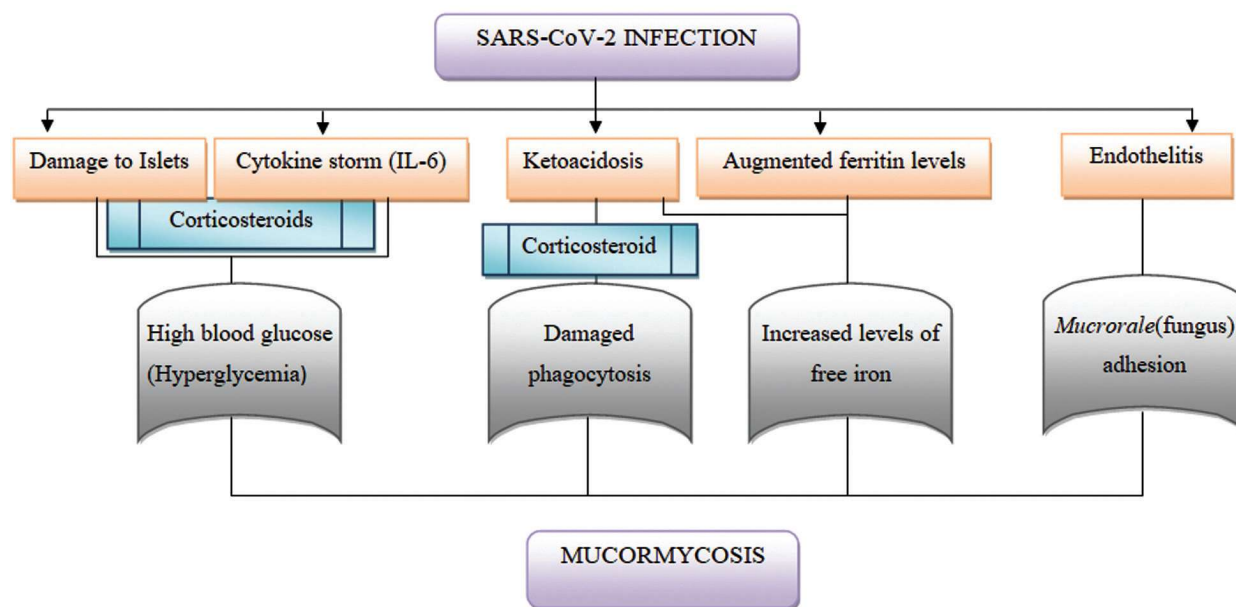 SARS-CoV-2 INFECTION
Damage to Islets
Cytokine storm (IL-6)
Ketoacidosis
Augmented ferritin levels
Endothelitis
Corticosteroids
Corticosteroid
High blood glucose
(Hyperglycemia)
Damaged
phagocytosis
Increased levels of
free iron
Mucrorale(fungus)
adhesion
MUCORMYCOSIS